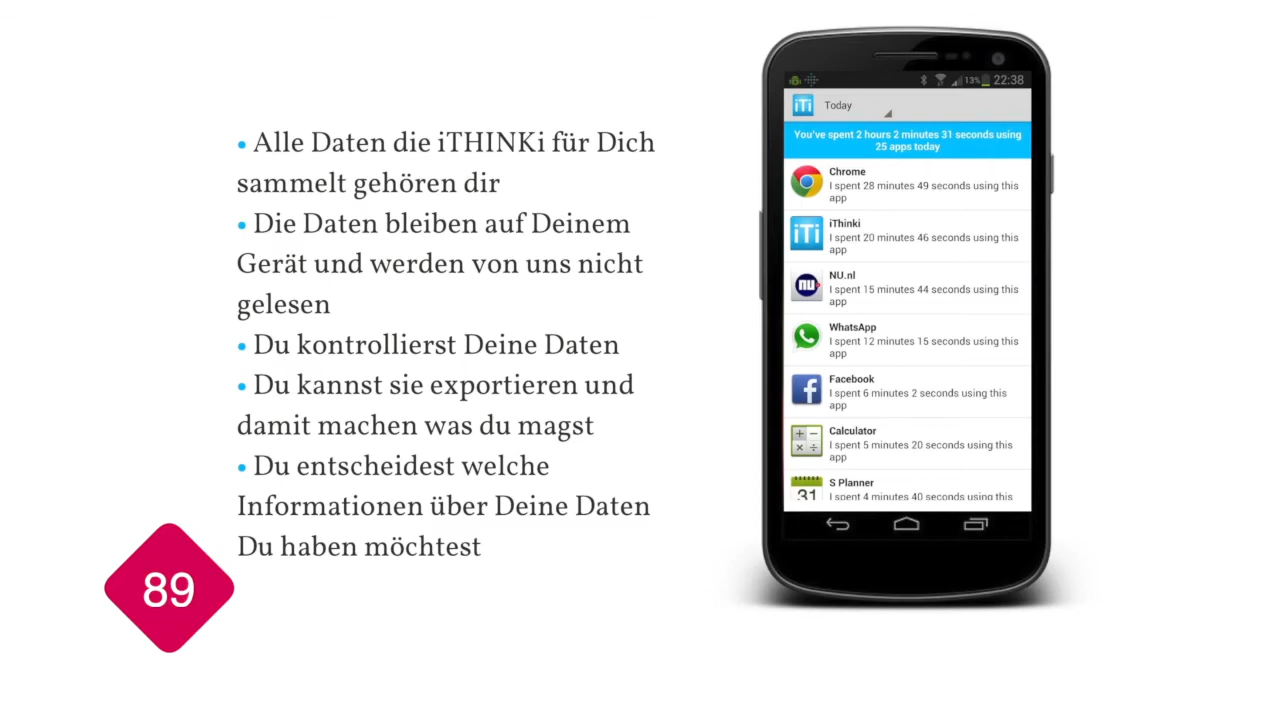 • Alle Daten die iTHINKi für Dich
sammelt gehören dir
• Die Daten bleiben auf Deinem
Gerät und werden von uns nicht
gelesen
• Du kontrollierst Deine Daten
• Du kannst sie exportieren und
damit machen was du magst
• Du entscheidest welche
Informationen über Deine Daten
Du haben möchtest
89
13% 22:38
iTi Today
You've spent 2 hours 2 minutes 31 seconds using
25 apps today
Chrome
I spent 28 minutes 49 seconds using this
app
iTi
iThinki
I spent 20 minutes 46 seconds using this
app
nu
NU.nl
I spent 15 minutes 44 seconds using this
app
WhatsApp
I spent 12 minutes 15 seconds using this
app
f
Facebook
I spent 6 minutes 2 seconds using this
app
+ −
× ÷
Calculator
I spent 5 minutes 20 seconds using this
app
31
S Planner
I spent 4 minutes 40 seconds using this